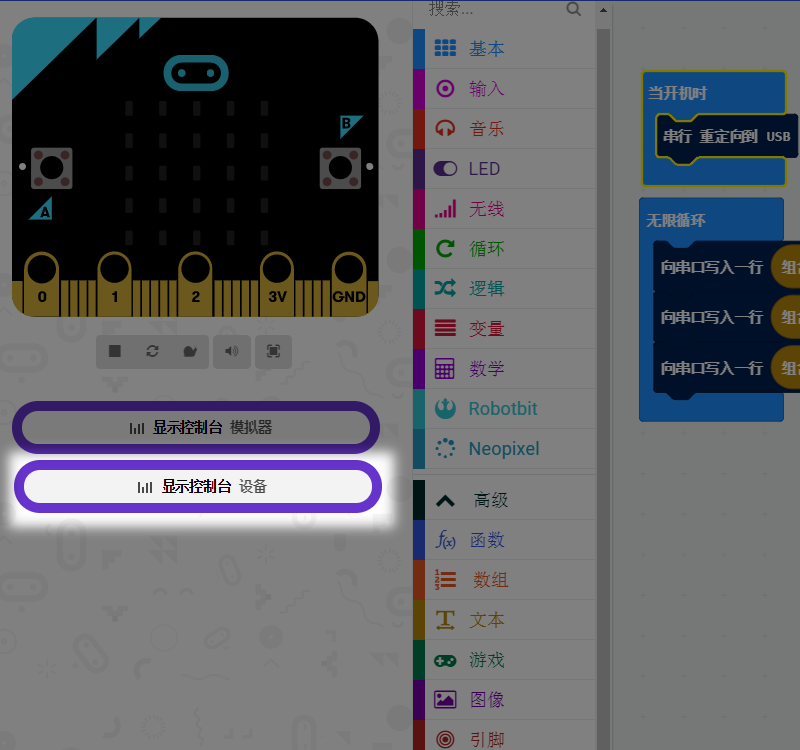 搜索...
B
A
0 1 2 3V GND
显示控制台 模拟器
显示控制台 设备
基本
输入
音乐
LED
无线
循环
逻辑
变量
数学
Robotbit
Neopixel
高级
f(x) 函数
数组
文本
游戏
图像
引脚
当开机时
串行 重定向到 USB
无限循环
向串口写入一行 组
向串口写入一行 组
向串口写入一行 组